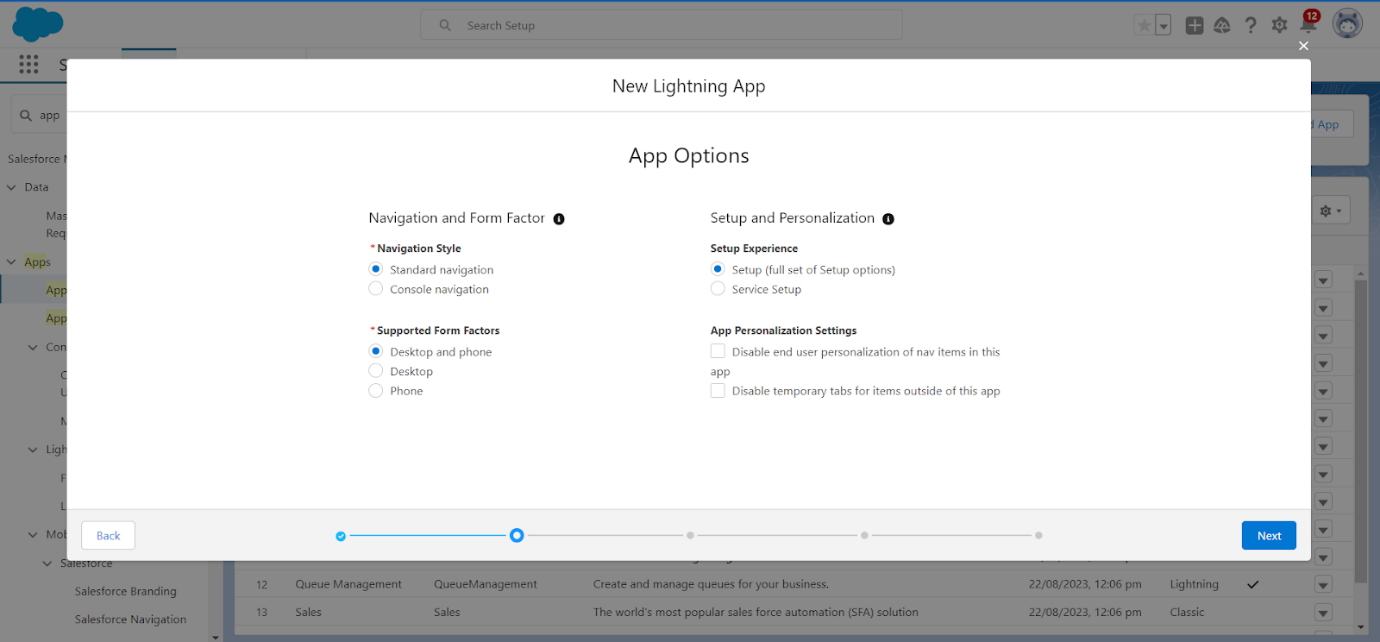 Search Setup
12
New Lightning App
app
App
App Options
Salesforce
Data
Navigation and Form Factor
Setup and Personalization
Navigation Style
Setup Experience
Apps
Standard navigation
Setup (full set of Setup options)
App
Console navigation
Service Setup
App
*Supported Form Factors
App Personalization Settings
Desktop and phone
Disable end user personalization of nav items in this
app
Desktop
Phone
Disable temporary tabs for items outside of this app
Back
Next
Salesforce
12 Queue Management QueueManagement Create and manage queues for your business. 22/08/2023, 12:06 pm Lightning
Salesforce Branding
13 Sales Sales The world's most popular sales force automation (SFA) solution 22/08/2023, 12:06 pm Classic
Salesforce Navigation